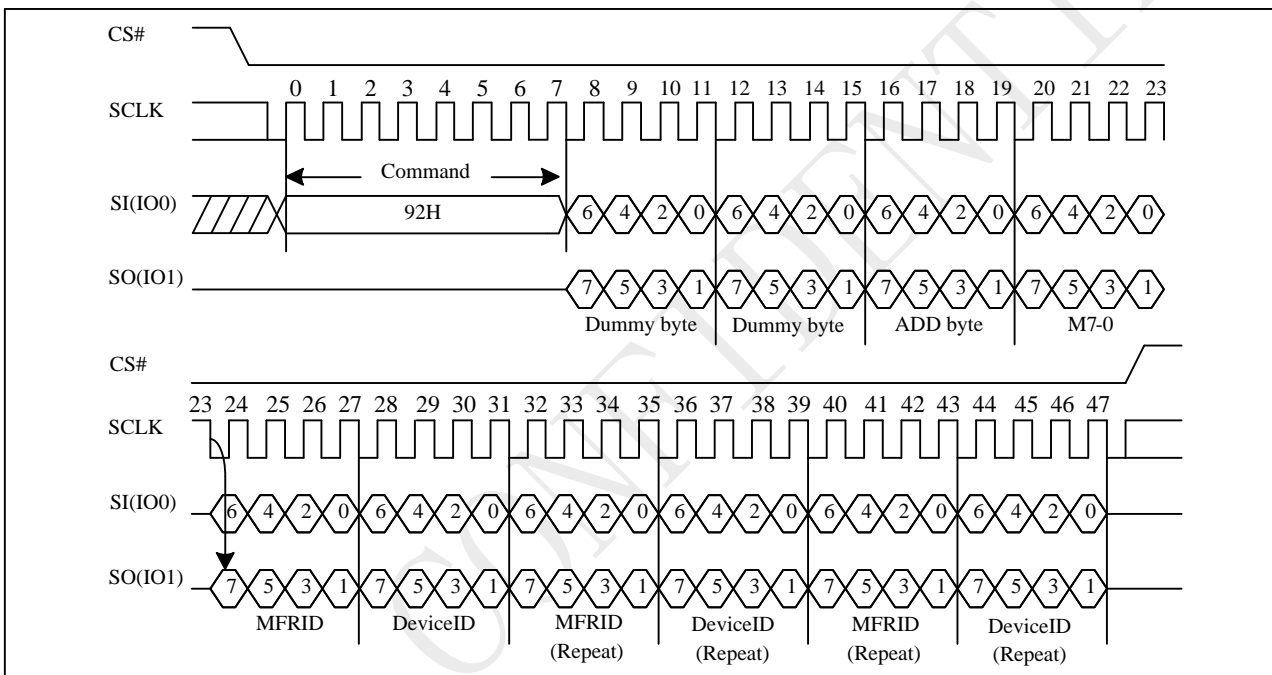 CS#
0 1 2 3 4 5 6 7 8 9 10 11 12 13 14 15 16 17 18 19 20 21 22 23
SCLK
Command
SI(IO0)
92H
6 4 2 0 6 4 2 0 6 4 2 0 6 4 2 0
SO(IO1)
7 5 3 1 7 5 3 1 7 5 3 1 7 5 3 1
Dummy byte Dummy byte ADD byte M7-0
CS#
23 24 25 26 27 28 29 30 31 32 33 34 35 36 37 38 39 40 41 42 43 44 45 46 47
SCLK
SI(IO0)
6 4 2 0 6 4 2 0 6 4 2 0 6 4 2 0 6 4 2 0 6 4 2 0
SO(IO1)
7 5 3 1 7 5 3 1 7 5 3 1 7 5 3 1 7 5 3 1 7 5 3 1
MFRID DeviceID MFRID DeviceID MFRID DeviceID
(Repeat) (Repeat) (Repeat) (Repeat)
CONFIDENTI